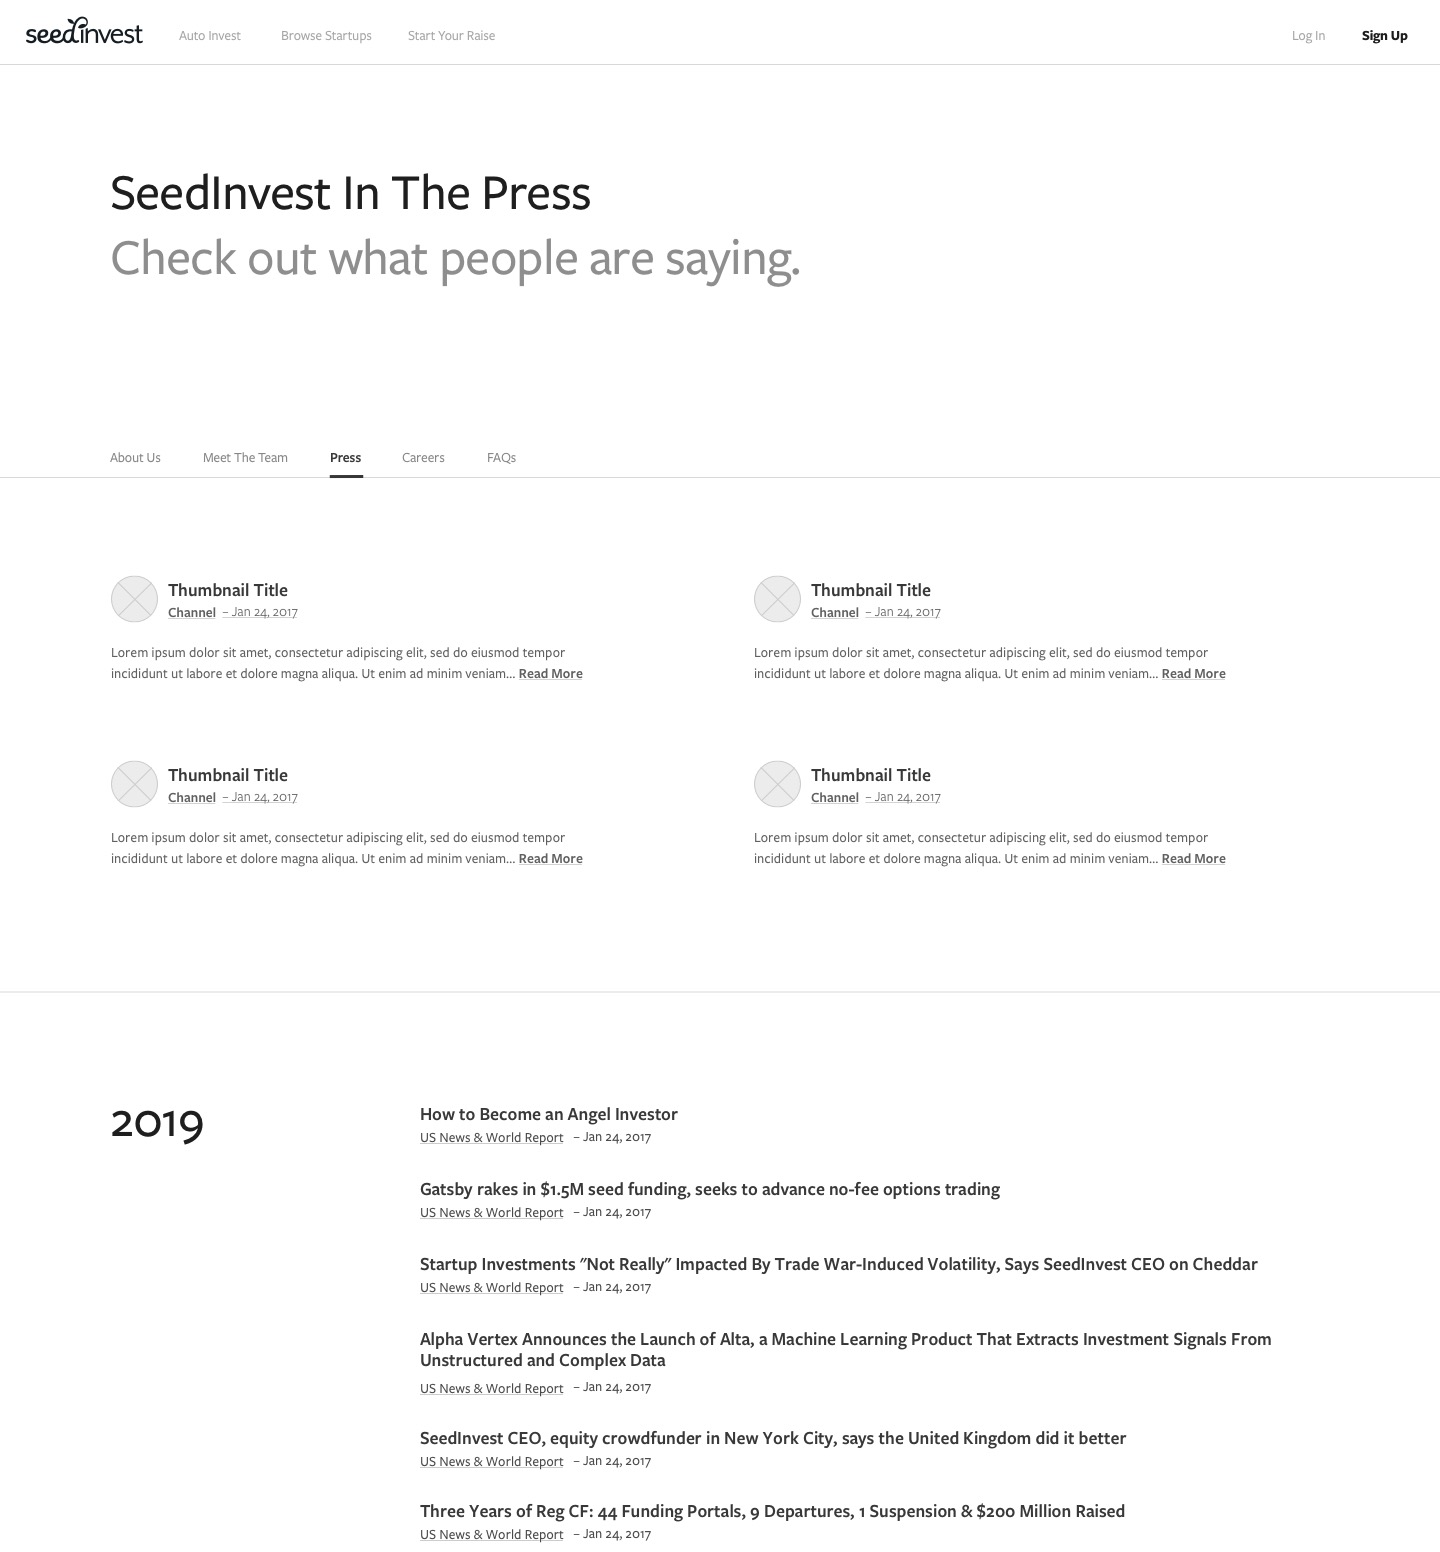 seedinvest
Auto Invest
Browse Startups
Start Your Raise
Log In
Sign Up
SeedInvest In The Press
Check out what people are saying.
About Us
Meet The Team
Press
Careers
FAQs
Thumbnail Title
Channel – Jan 24, 2017
Lorem ipsum dolor sit amet, consectetur adipiscing elit, sed do eiusmod tempor
incididunt ut labore et dolore magna aliqua. Ut enim ad minim veniam... Read More
Thumbnail Title
Channel – Jan 24, 2017
Lorem ipsum dolor sit amet, consectetur adipiscing elit, sed do eiusmod tempor
incididunt ut labore et dolore magna aliqua. Ut enim ad minim veniam... Read More
Thumbnail Title
Channel – Jan 24, 2017
Lorem ipsum dolor sit amet, consectetur adipiscing elit, sed do eiusmod tempor
incididunt ut labore et dolore magna aliqua. Ut enim ad minim veniam... Read More
Thumbnail Title
Channel – Jan 24, 2017
Lorem ipsum dolor sit amet, consectetur adipiscing elit, sed do eiusmod tempor
incididunt ut labore et dolore magna aliqua. Ut enim ad minim veniam... Read More
2019
How to Become an Angel Investor
US News & World Report – Jan 24, 2017
Gatsby rakes in $1.5M seed funding, seeks to advance no-fee options trading
US News & World Report – Jan 24, 2017
Startup Investments "Not Really" Impacted By Trade War-Induced Volatility, Says SeedInvest CEO on Cheddar
US News & World Report – Jan 24, 2017
Alpha Vertex Announces the Launch of Alta, a Machine Learning Product That Extracts Investment Signals From
Unstructured and Complex Data
US News & World Report – Jan 24, 2017
SeedInvest CEO, equity crowdfunder in New York City, says the United Kingdom did it better
US News & World Report – Jan 24, 2017
Three Years of Reg CF: 44 Funding Portals, 9 Departures, 1 Suspension & $200 Million Raised
US News & World Report – Jan 24, 2017